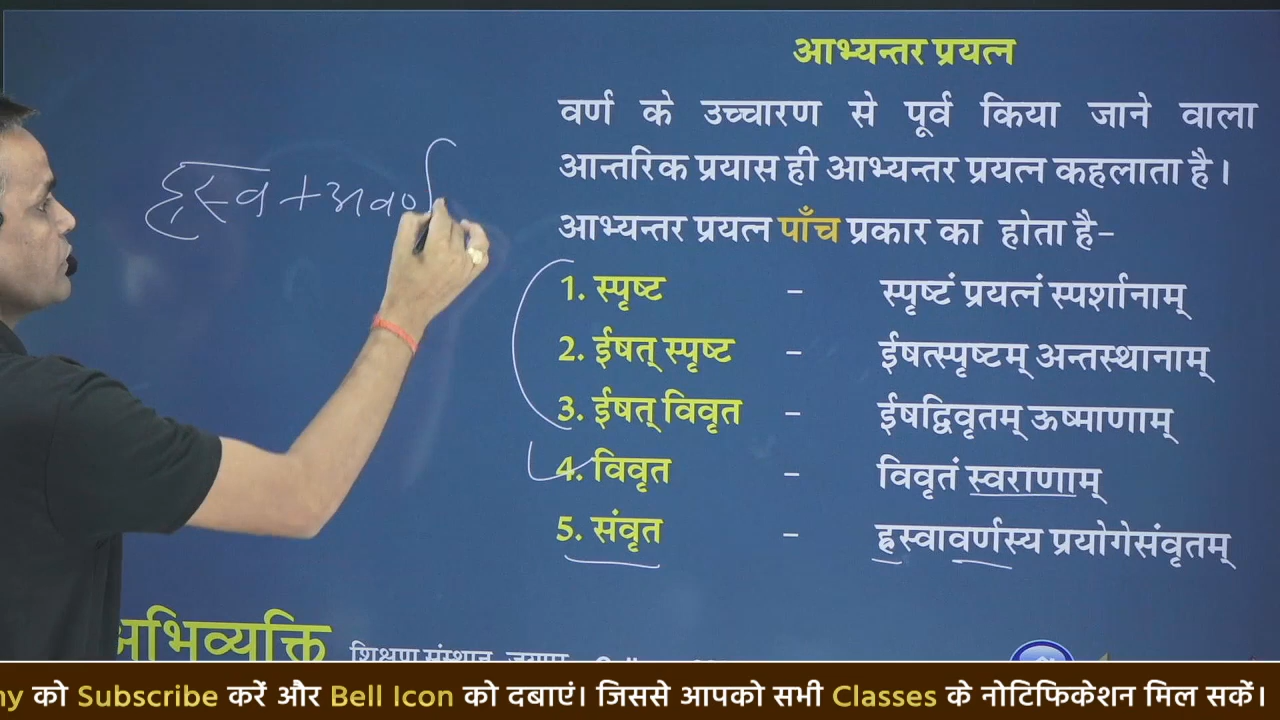 आभ्यन्तर प्रयत्न
वर्ण के उच्चारण से पूर्व किया जाने वाला
आन्तरिक प्रयास ही आभ्यन्तर प्रयत्न कहलाता है।
आभ्यन्तर प्रयत्न पाँच प्रकार का होता है-
1. स्पृष्ट - स्पृष्टं प्रयत्नं स्पर्शानाम्
2. ईषत् स्पृष्ट - ईषत्स्पृष्टम् अन्तस्थानाम्
3. ईषत् विवृत - ईषद्विवृतम् ऊष्माणाम्
4. विवृत - विवृतं स्वराणाम्
5. संवृत - ह्रस्वावर्णस्य प्रयोगेसंवृतम्
ह्रस्व + अवर्ण
अभिव्यक्ति
शिक्षण संस्थान
को Subscribe करें और Bell Icon को दबाएं। जिससे आपको सभी Classes के नोटिफिकेशन मिल सकें।